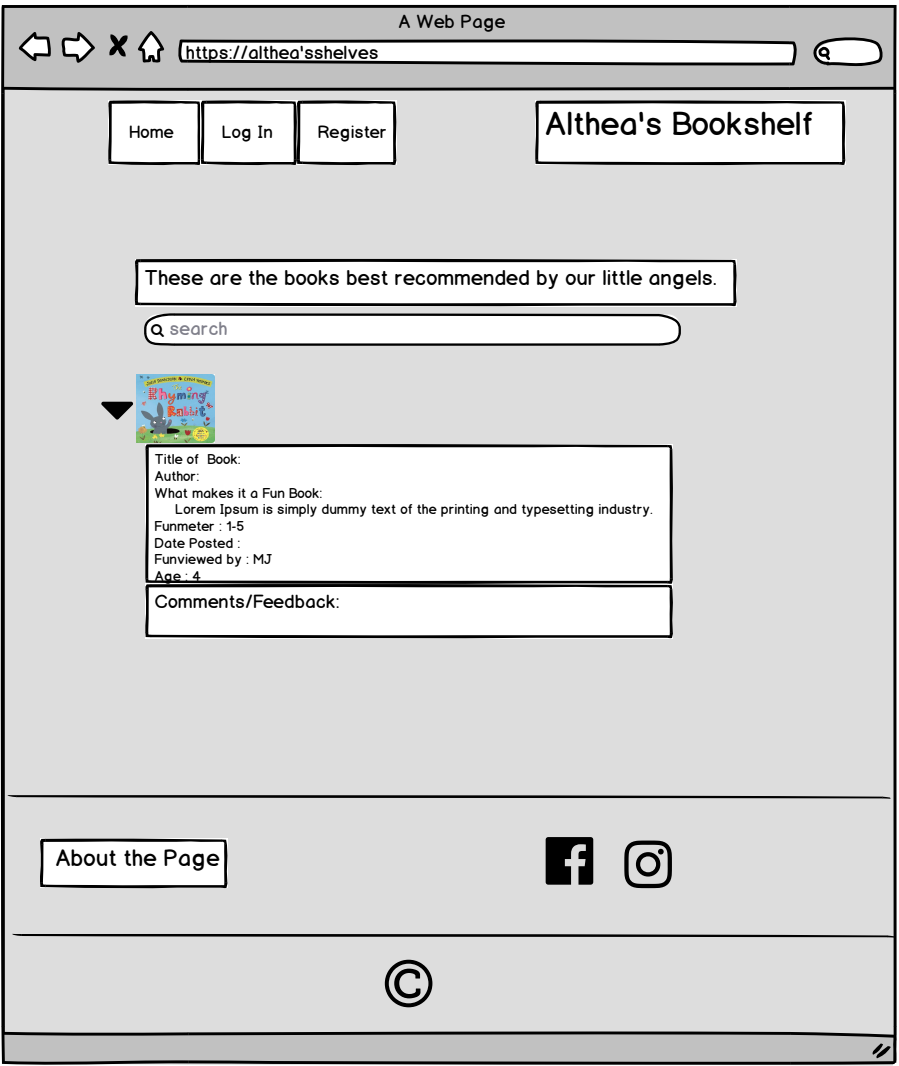 A Web Page
https://althea'sshelves
Home
Log In
Register
Althea's Bookshelf
These are the books best recommended by our little angels.
search
Rhyming
Rabbit
Title of Book:
Author:
What makes it a Fun Book:
Lorem Ipsum is simply dummy text of the printing and typesetting industry.
Funmeter : 1-5
Date Posted :
Funviewed by : MJ
Age : 4
Comments/Feedback:
About the Page
©